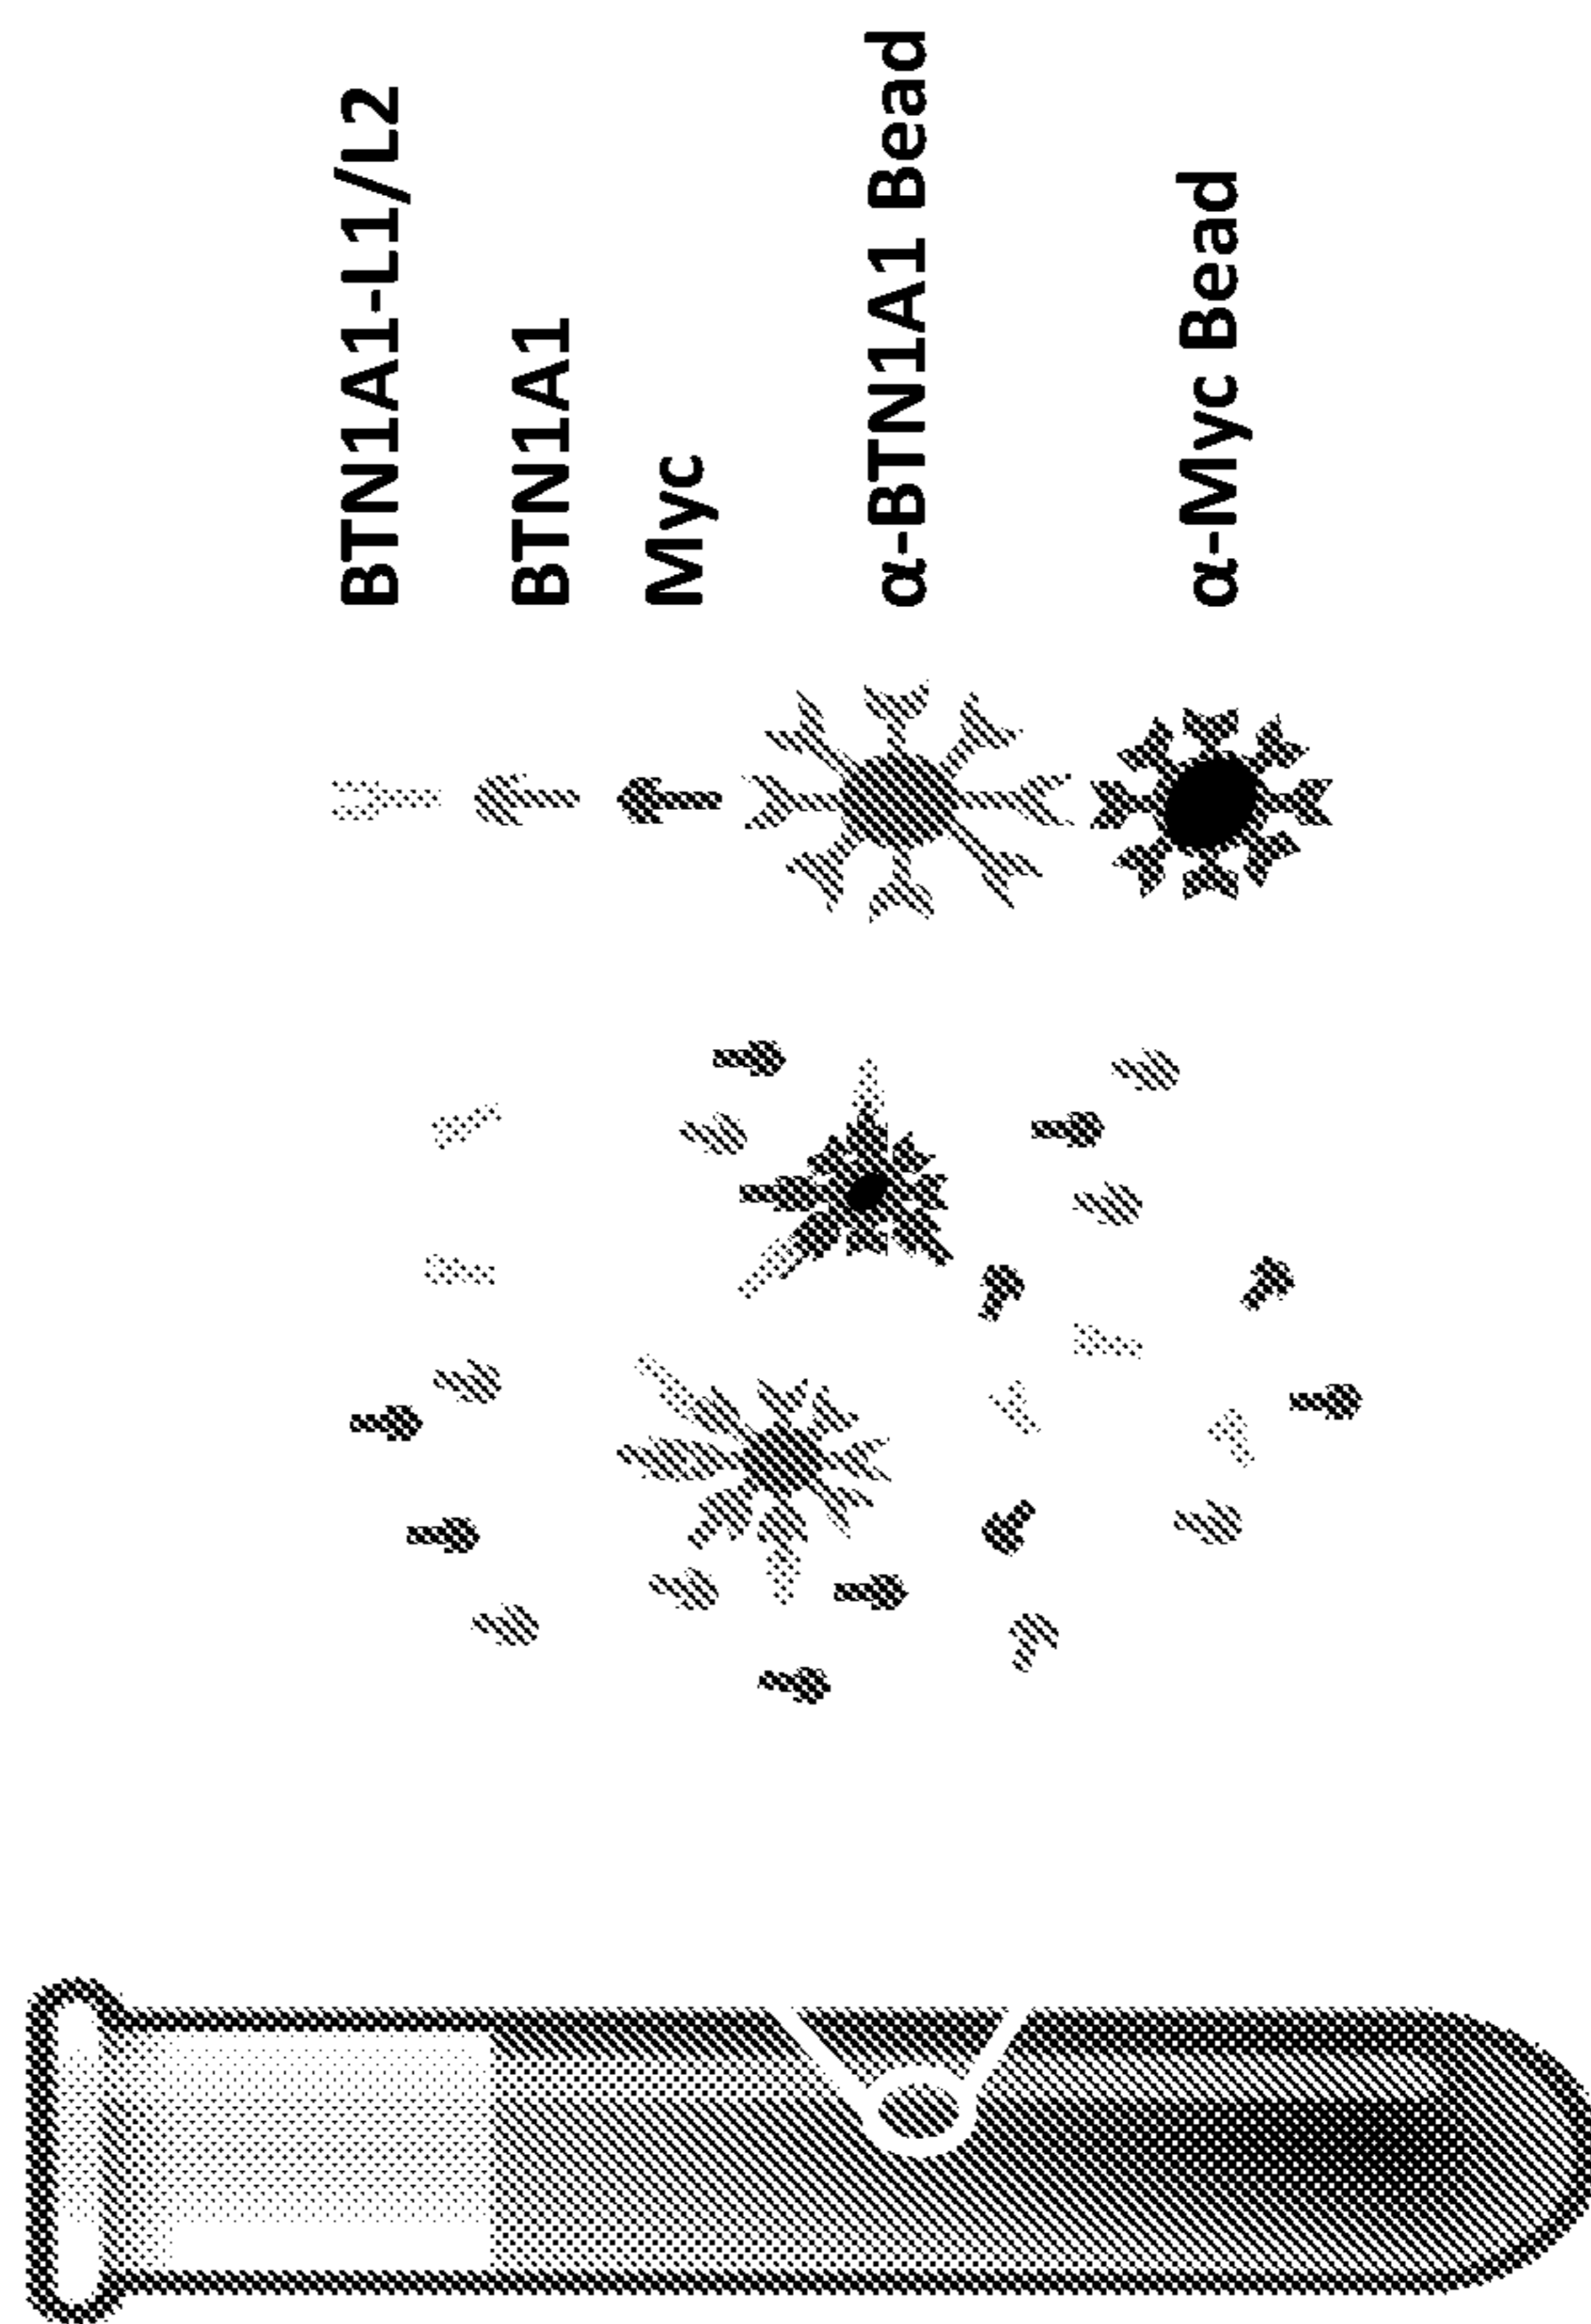 BTN1A1-L1/L2
BTN1A1
Myc
α-BTN1A1 Bead
α-Myc Bead